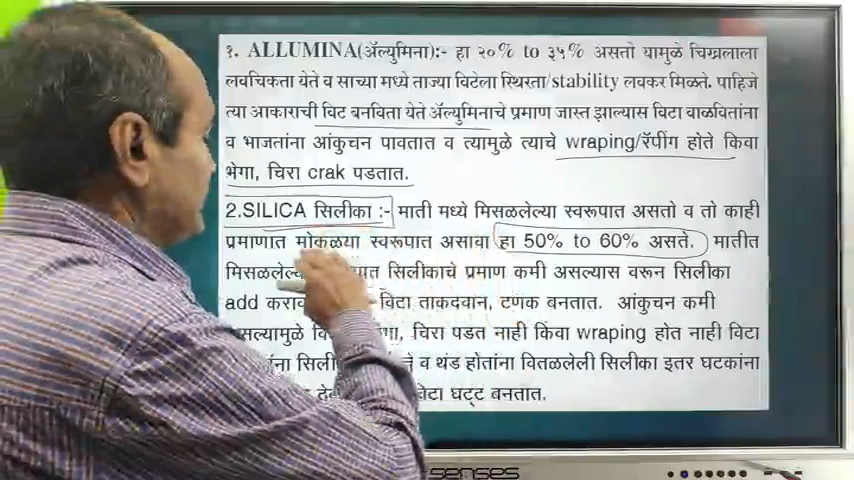 १. ALLUMINA(ॲल्युमिना):- हा २०% to ३५% असतो यामुळे चिखलाला
लवचिकता येते व साच्या मध्ये ताज्या विटेला स्थिरता/stability लवकर मिळते. पाहिजे
त्या आकाराची विट बनविता येते ॲल्युमिनाचे प्रमाण जास्त झाल्यास विटा वाळवितांना
व भाजतांना आंकुचन पावतात व त्यामुळे त्याचे wraping/रॅपींग होते किवा
भेगा, चिरा crak पडतात.
2.SILICA सिलीका :- माती मध्ये मिसळलेल्या स्वरूपात असतो व तो काही
प्रमाणात मोकळया स्वरूपात असावा हा 50% to 60% असते. मातीत
सिलीकाचे प्रमाण कमी असल्यास वरून सिलीका
add विटा ताकदवान, टणक बनतात. आंकुचन कमी
चिरा पडत नाही किंवा wraping होत नाही विटा
व थंड होतांना वितळलेली सिलीका इतर घटकांना
घट्ट बनतात.
senses